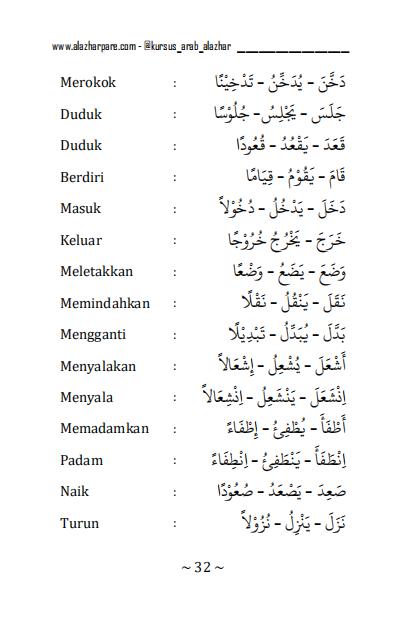 www.alazharpare.com - @kursus_arab_alazhar ____________
Merokok : دَخَّنَ – يُدَخِّنُ – تَدْخِيْنًا
Duduk : جَلَسَ – يَجْلِسُ – جُلُوْسًا
Duduk : قَعَدَ – يَقْعُدُ – قُعُودًا
Berdiri : قَامَ – يَقُوْمُ – قِيَامًا
Masuk : دَخَلَ – يَدْخُلُ – دُخُوْلاً
Keluar : خَرَجَ – يَخْرُجُ خُرُوْجًا
Meletakkan : وَضَعَ – يَضَعُ – وَضْعًا
Memindahkan : نَقَلَ – يَنْقُلُ – نَقْلًا
Mengganti : بَدَّلَ – يُبَدِّلُ – تَبْدِيْلًا
Menyalakan : أَشْعَلَ – يُشْعِلُ – إِشْعَالاً
Menyala : اِنْشَعَلَ – يَنْشَعِلُ – اِنْشِعَالاً
Memadamkan : أَطْفَأَ – يُطْفِئُ – إِطْفَاءً
Padam : اِنْطَفَأَ – يَنْطَفِئُ – اِنْطِفَاءً
Naik : صَعِدَ – يَصْعَدُ – صُعُوْدًا
Turun : نَزَلَ – يَنْزِلُ – نُزُوْلاً
~ 32 ~